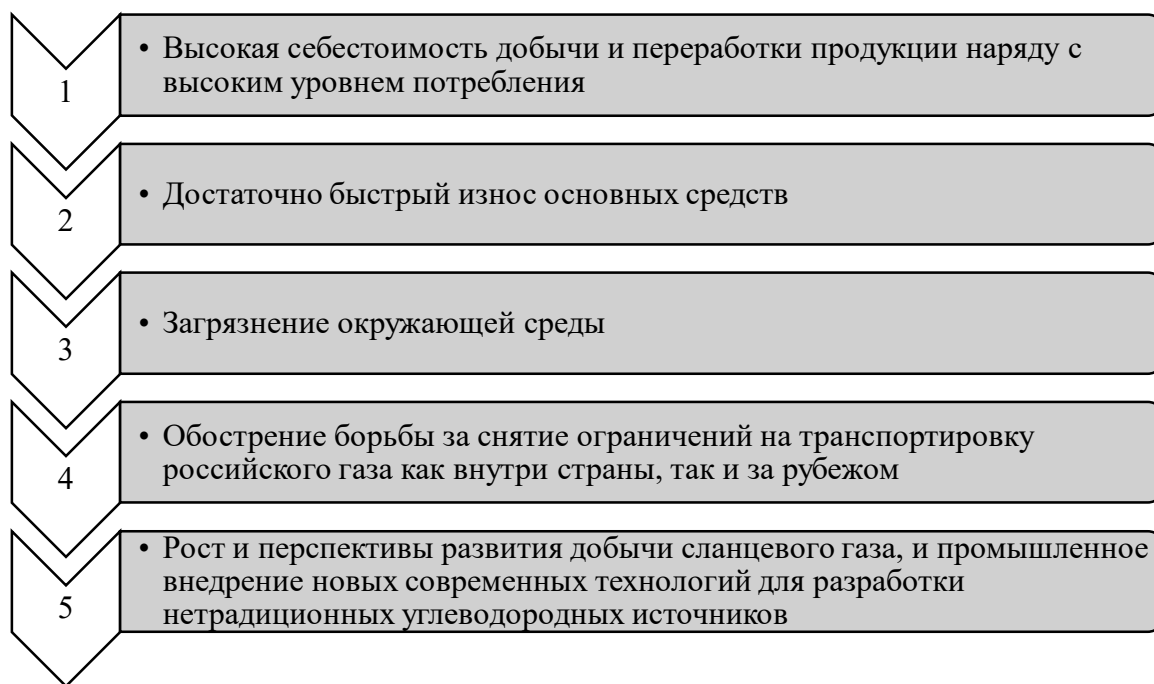 1
• Высокая себестоимость добычи и переработки продукции наряду с
высоким уровнем потребления
2
• Достаточно быстрый износ основных средств
3
• Загрязнение окружающей среды
4
• Обострение борьбы за снятие ограничений на транспортировку
российского газа как внутри страны, так и за рубежом
5
• Рост и перспективы развития добычи сланцевого газа, и промышленное
внедрение новых современных технологий для разработки
нетрадиционных углеводородных источников